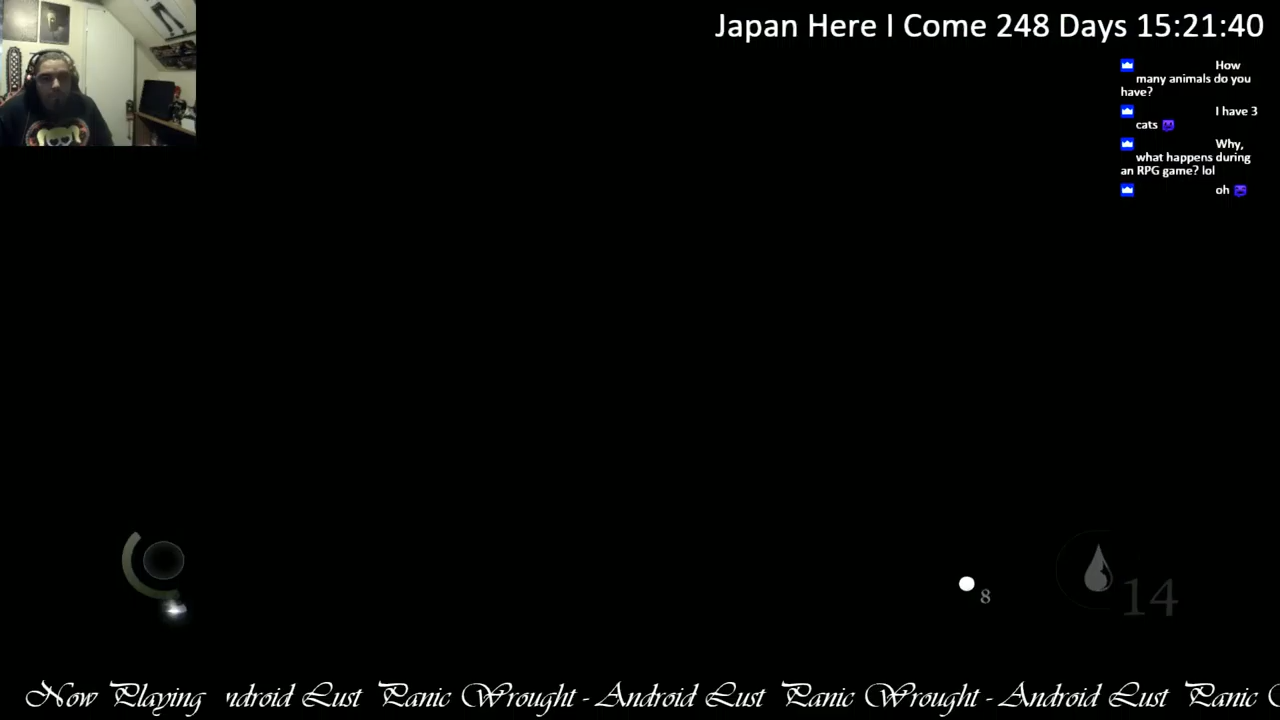 Japan Here I Come 248 Days 15:21:40
How
many animals do you
have?
I have 3
cats
Why,
what happens during
an RPG game? lol
oh
8
14
Now Playing ndroid Lust Panic Wrought - Android Lust Panic Wrought - Android Lust Panic